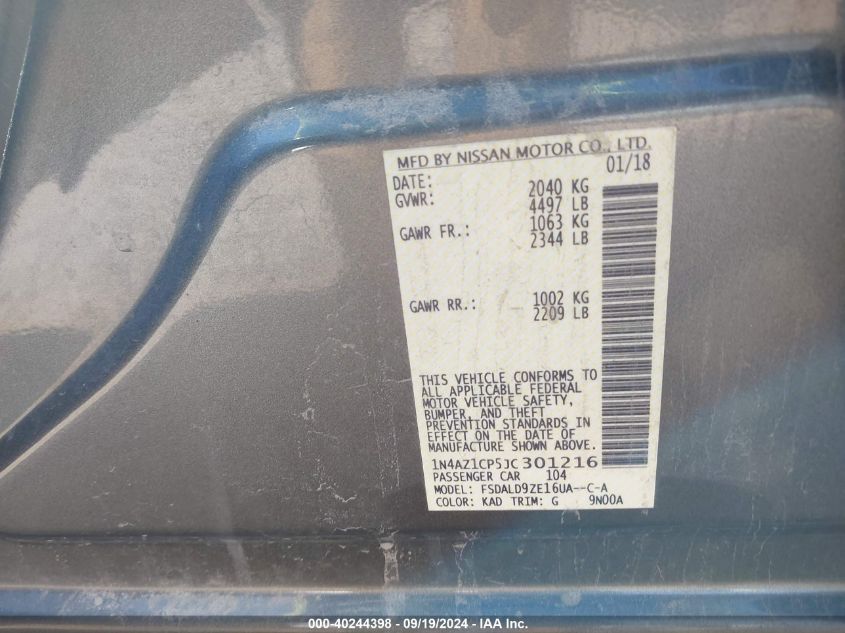 MFD BY NISSAN MOTOR CO., LTD.
DATE: 01/18
GVWR: 2040 KG
4497 LB
GAWR FR.: 1063 KG
2344 LB
GAWR RR.: 1002 KG
2209 LB
THIS VEHICLE CONFORMS TO
ALL APPLICABLE FEDERAL
MOTOR VEHICLE SAFETY,
BUMPER, AND THEFT
PREVENTION STANDARDS IN
EFFECT ON THE DATE OF
MANUFACTURE SHOWN ABOVE.
1N4AZ1CP5JC301216
PASSENGER CAR 104
MODEL: FSDALD9ZE16UA--C-A
COLOR: KAD TRIM: G 9N00A
000-40244398 - 09/19/2024 - IAA Inc.